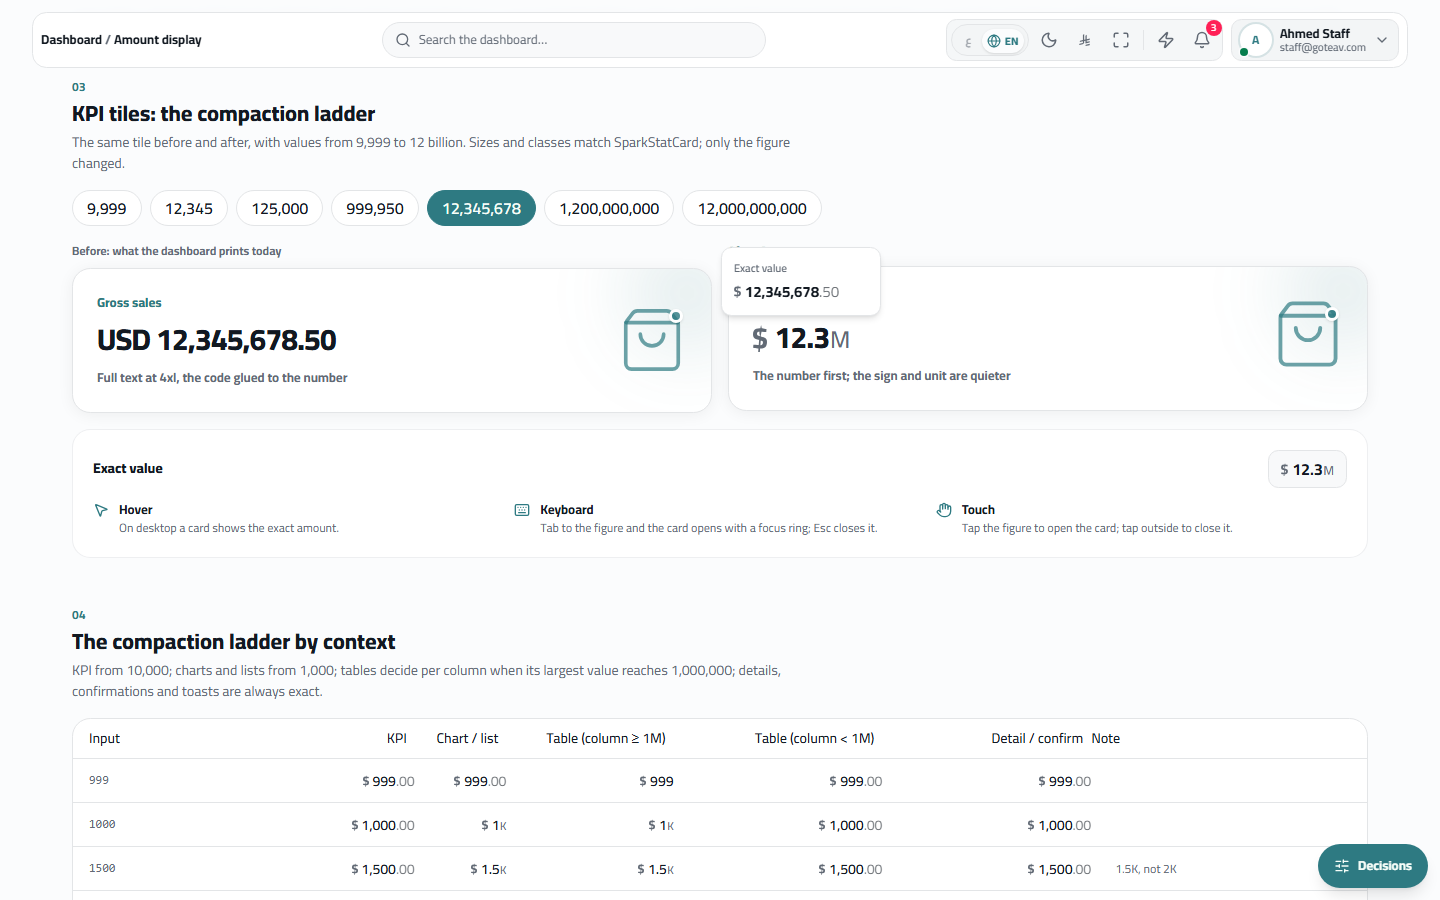 Dashboard / Amount display
Search the dashboard...
ع
EN
3
A
Ahmed Staff
staff@goteav.com
03
KPI tiles: the compaction ladder
The same tile before and after, with values from 9,999 to 12 billion. Sizes and classes match SparkStatCard; only the figure
changed.
9,999
12,345
125,000
999,950
12,345,678
1,200,000,000
12,000,000,000
Before: what the dashboard prints today
Exact value
$ 12,345,678.50
Gross sales
USD 12,345,678.50
Full text at 4xl, the code glued to the number
$ 12.3M
The number first; the sign and unit are quieter
Exact value
$ 12.3M
Hover
On desktop a card shows the exact amount.
Keyboard
Tab to the figure and the card opens with a focus ring; Esc closes it.
Touch
Tap the figure to open the card; tap outside to close it.
04
The compaction ladder by context
KPI from 10,000; charts and lists from 1,000; tables decide per column when its largest value reaches 1,000,000; details,
confirmations and toasts are always exact.
Input KPI Chart / list Table (column ≥ 1M) Table (column < 1M) Detail / confirm Note
999 $ 999.00 $ 999.00 $ 999 $ 999.00 $ 999.00
1000 $ 1,000.00 $ 1K $ 1K $ 1,000.00 $ 1,000.00
1500 $ 1,500.00 $ 1.5K $ 1.5K $ 1,500.00 $ 1,500.00 1.5K, not 2K
Decisions